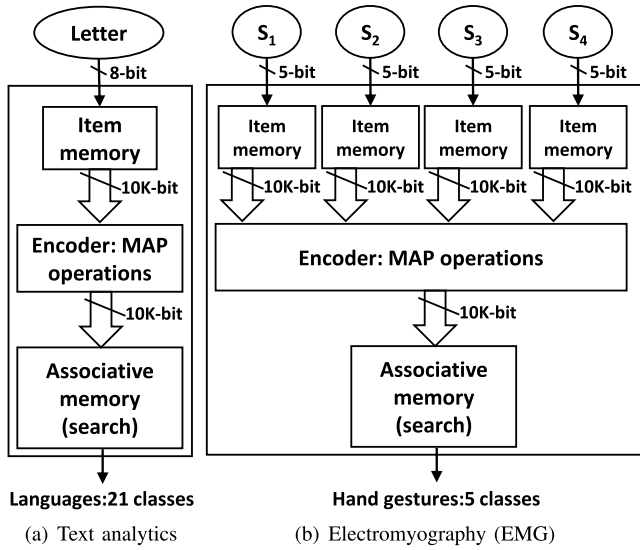 Letter
8-bit
Item
memory
10K-bit
Encoder: MAP
operations
10K-bit
Associative
memory
(search)
Languages:21 classes
(a) Text analytics
S1 S2 S3 S4
5-bit 5-bit 5-bit 5-bit
Item Item Item Item
memory memory memory memory
10K-bit 10K-bit 10K-bit 10K-bit
Encoder: MAP operations
10K-bit
Associative
memory
(search)
Hand gestures:5 classes
(b) Electromyography (EMG)